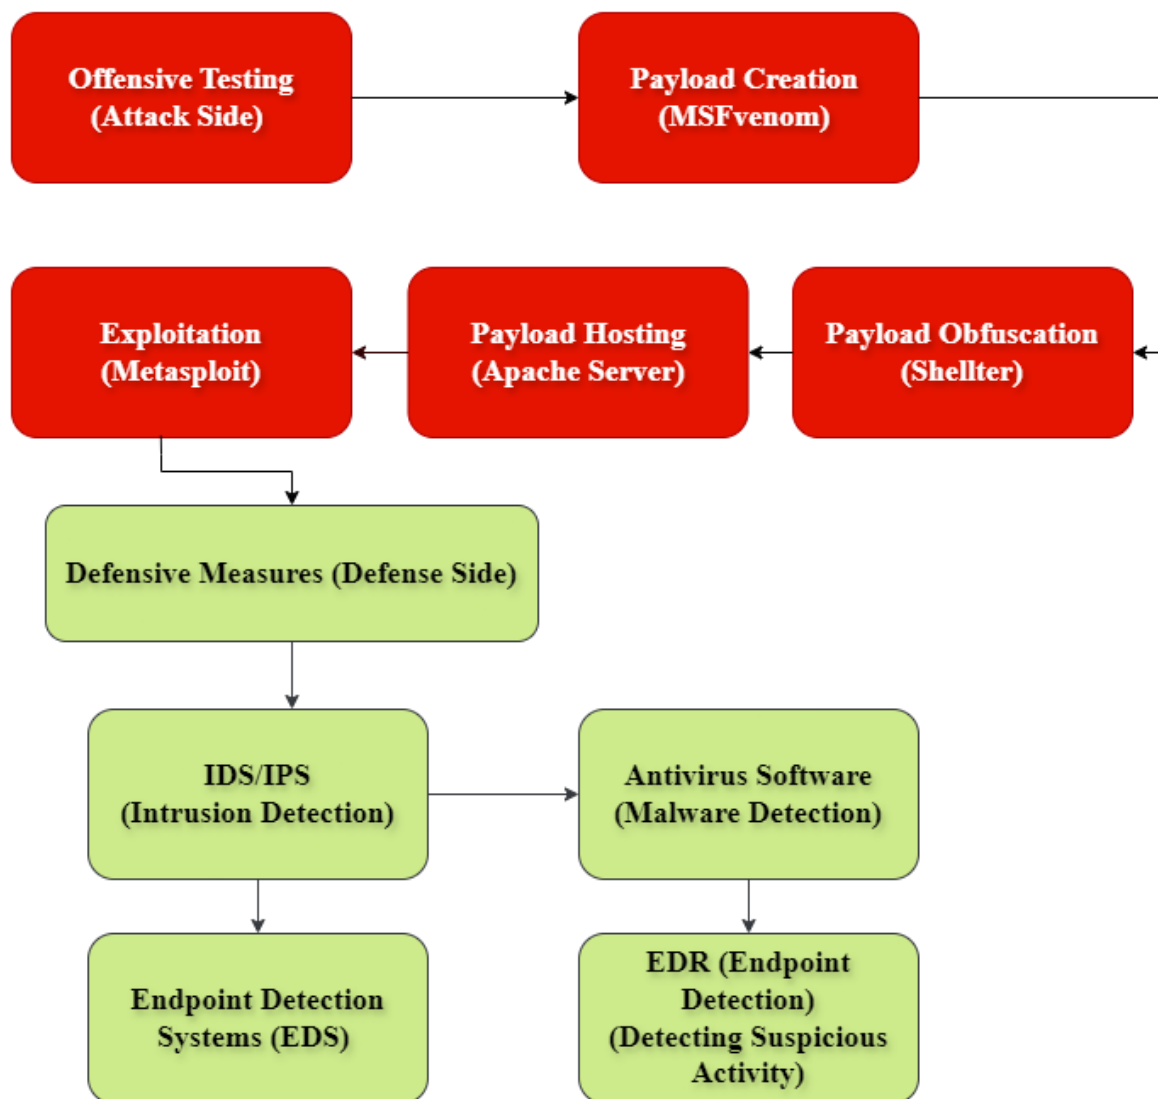 Offensive Testing
(Attack Side)
Payload Creation
(MSFvenom)
Exploitation
(Metasploit)
Payload Hosting
(Apache Server)
Payload Obfuscation
(Shellter)
Defensive Measures (Defense Side)
IDS/IPS
(Intrusion Detection)
Antivirus Software
(Malware Detection)
Endpoint Detection
Systems (EDS)
EDR (Endpoint
Detection)
(Detecting Suspicious
Activity)